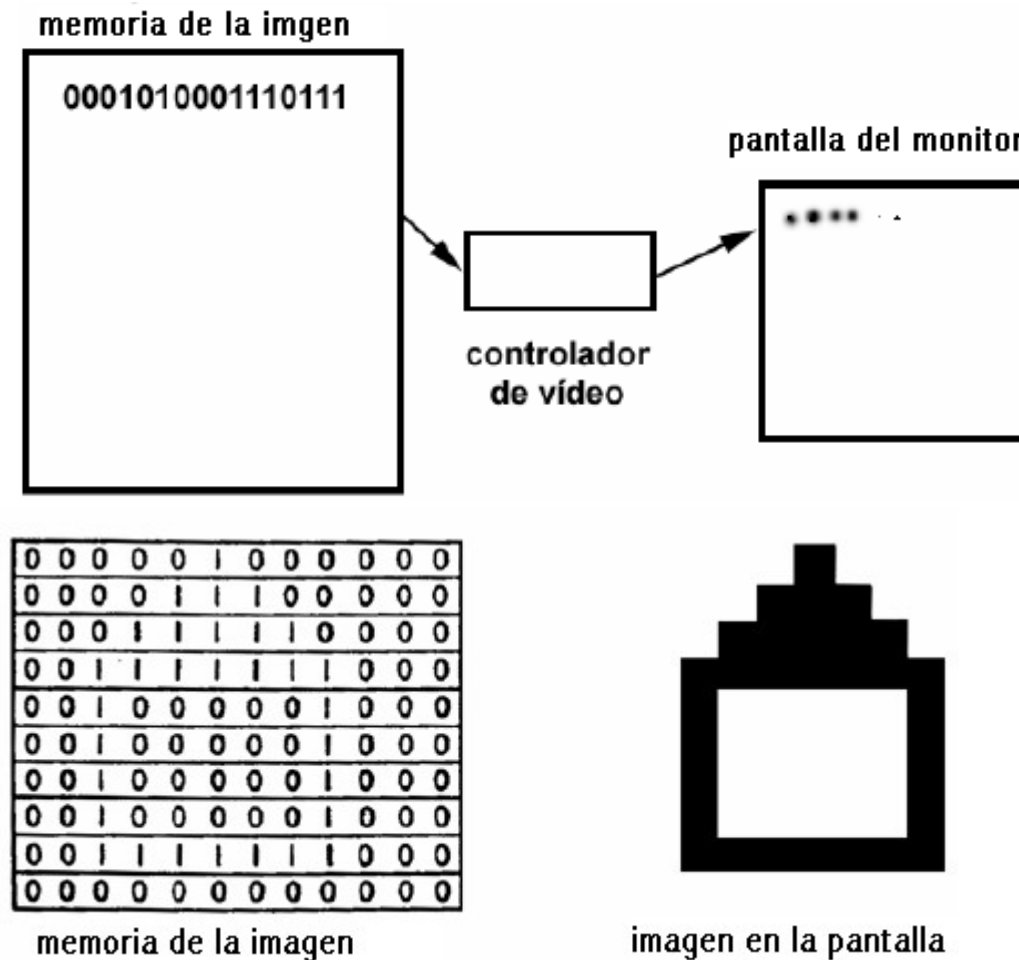 memoria de la imgen
0001010001110111
pantalla del monitor
controlador
de vídeo
0 0 0 0 0 1 0 0 0 0 0 0
0 0 0 0 1 1 1 0 0 0 0 0
0 0 0 1 1 1 1 1 0 0 0 0
0 0 1 1 1 1 1 1 1 0 0 0
0 0 1 0 0 0 0 0 1 0 0 0
0 0 1 0 0 0 0 0 1 0 0 0
0 0 1 0 0 0 0 0 1 0 0 0
0 0 1 0 0 0 0 0 1 0 0 0
0 0 1 1 1 1 1 1 1 0 0 0
0 0 0 0 0 0 0 0 0 0 0 0
memoria de la imagen
imagen en la pantalla